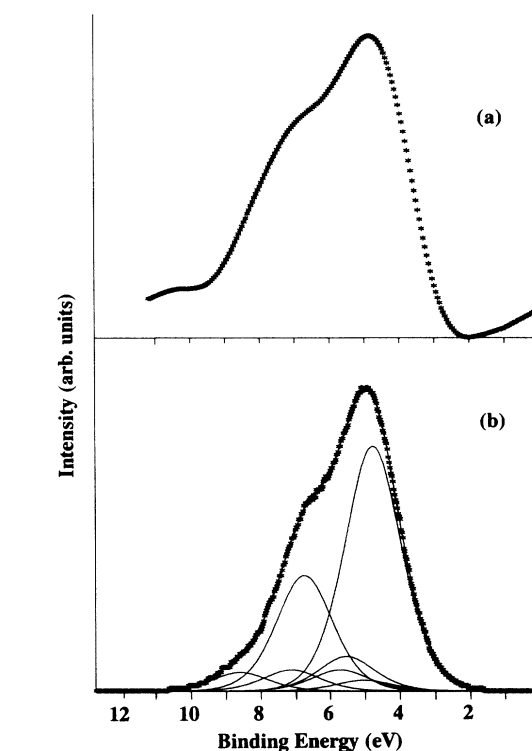 (a)
Intensity (arb. units)
(b)
12 10 8 6 4 2
Binding Energy (eV)